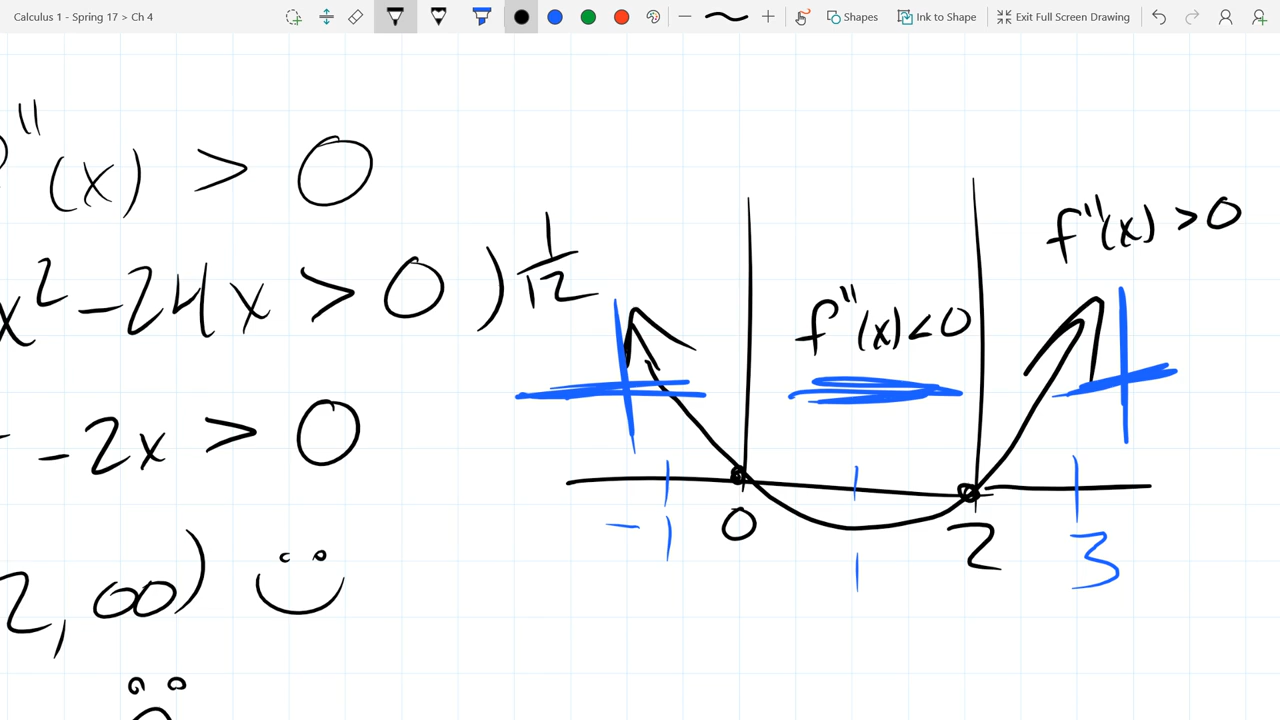 Calculus 1 - Spring 17 > Ch 4
Shapes
Ink to Shape
Exit Full Screen Drawing
"(x) > 0
x² - 24x > 0 ) 1/12
- 2x > 0
2, ∞)
f''(x) > 0
f''(x) < 0
-1 0 1 2 3